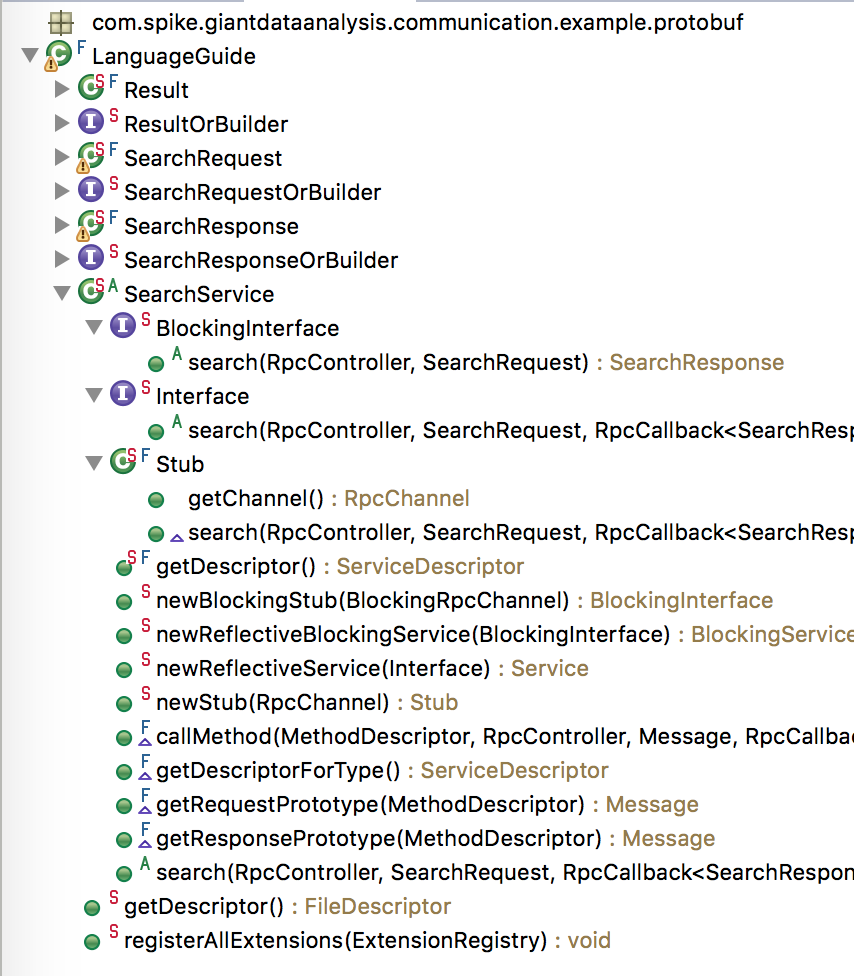 com.spike.giantdataanalysis.communication.example.protobuf
LanguageGuide
Result
ResultOrBuilder
SearchRequest
SearchRequestOrBuilder
SearchResponse
SearchResponseOrBuilder
SearchService
BlockingInterface
search(RpcController, SearchRequest) : SearchResponse
Interface
search(RpcController, SearchRequest, RpcCallback<SearchResp
Stub
getChannel() : RpcChannel
search(RpcController, SearchRequest, RpcCallback<SearchResp
getDescriptor() : ServiceDescriptor
newBlockingStub(BlockingRpcChannel) : BlockingInterface
newReflectiveBlockingService(BlockingInterface) : BlockingService
newReflectiveService(Interface) : Service
newStub(RpcChannel) : Stub
callMethod(MethodDescriptor, RpcController, Message, RpcCallbac
getDescriptorForType() : ServiceDescriptor
getRequestPrototype(MethodDescriptor) : Message
getResponsePrototype(MethodDescriptor) : Message
search(RpcController, SearchRequest, RpcCallback<SearchRespon
getDescriptor() : FileDescriptor
registerAllExtensions(ExtensionRegistry) : void